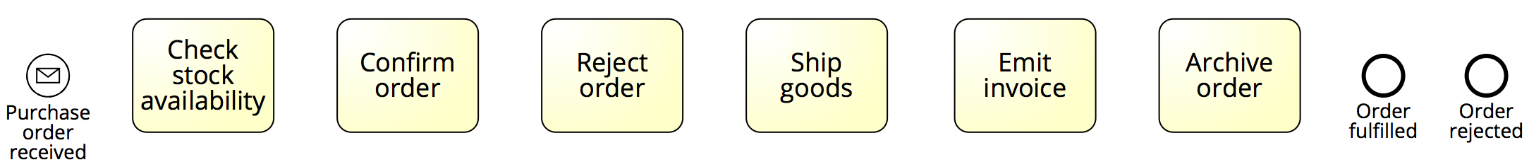 Purchase
order
received
Check
stock
availability
Confirm
order
Reject
order
Ship
goods
Emit
invoice
Archive
order
Order
fulfilled
Order
rejected